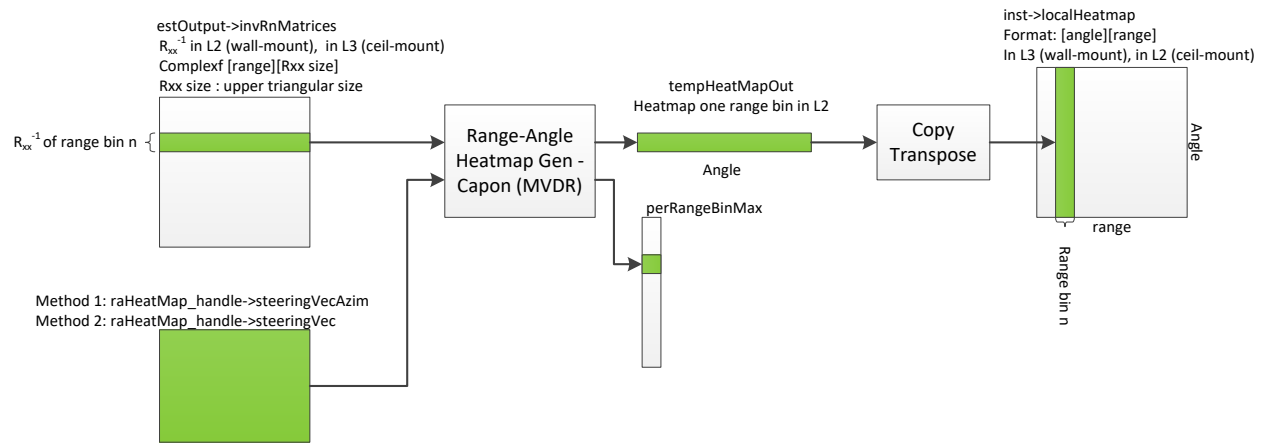 estOutput->invRnMatrices
Rxx⁻¹ in L2 (wall-mount), in L3 (ceil-mount)
Complexf [range][Rxx size]
Rxx size : upper triangular size
Rxx⁻¹ of range bin n
Method 1: raHeatMap_handle->steeringVecAzim
Method 2: raHeatMap_handle->steeringVec
Range-Angle
Heatmap Gen -
Capon (MVDR)
tempHeatMapOut
Heatmap one range bin in L2
Angle
perRangeBinMax
Copy
Transpose
inst->localHeatmap
Format: [angle][range]
In L3 (wall-mount), in L2 (ceil-mount)
Angle
range
Range bin n